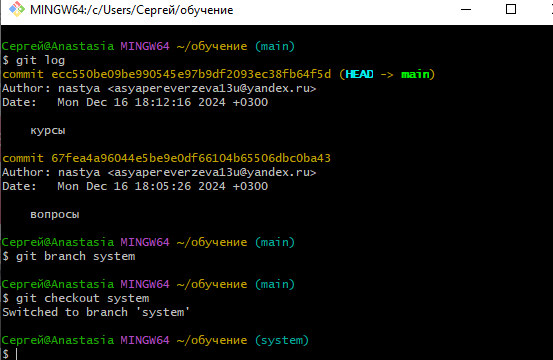 MINGW64:/c/Users/Сергей/обучение
Сергей@Anastasia MINGW64 ~/обучение (main)
$ git log
commit ecc550be09be990545e97b9df2093ec38fb64f5d (HEAD -> main)
Author: nastya <asyapereverzeva13u@yandex.ru>
Date:   Mon Dec 16 18:12:16 2024 +0300
    курсы
commit 67fea4a96044e5be9e0df66104b65506dbc0ba43
Author: nastya <asyapereverzeva13u@yandex.ru>
Date:   Mon Dec 16 18:05:26 2024 +0300
    вопросы
Сергей@Anastasia MINGW64 ~/обучение (main)
$ git branch system
Сергей@Anastasia MINGW64 ~/обучение (main)
$ git checkout system
Switched to branch 'system'
Сергей@Anastasia MINGW64 ~/обучение (system)
$